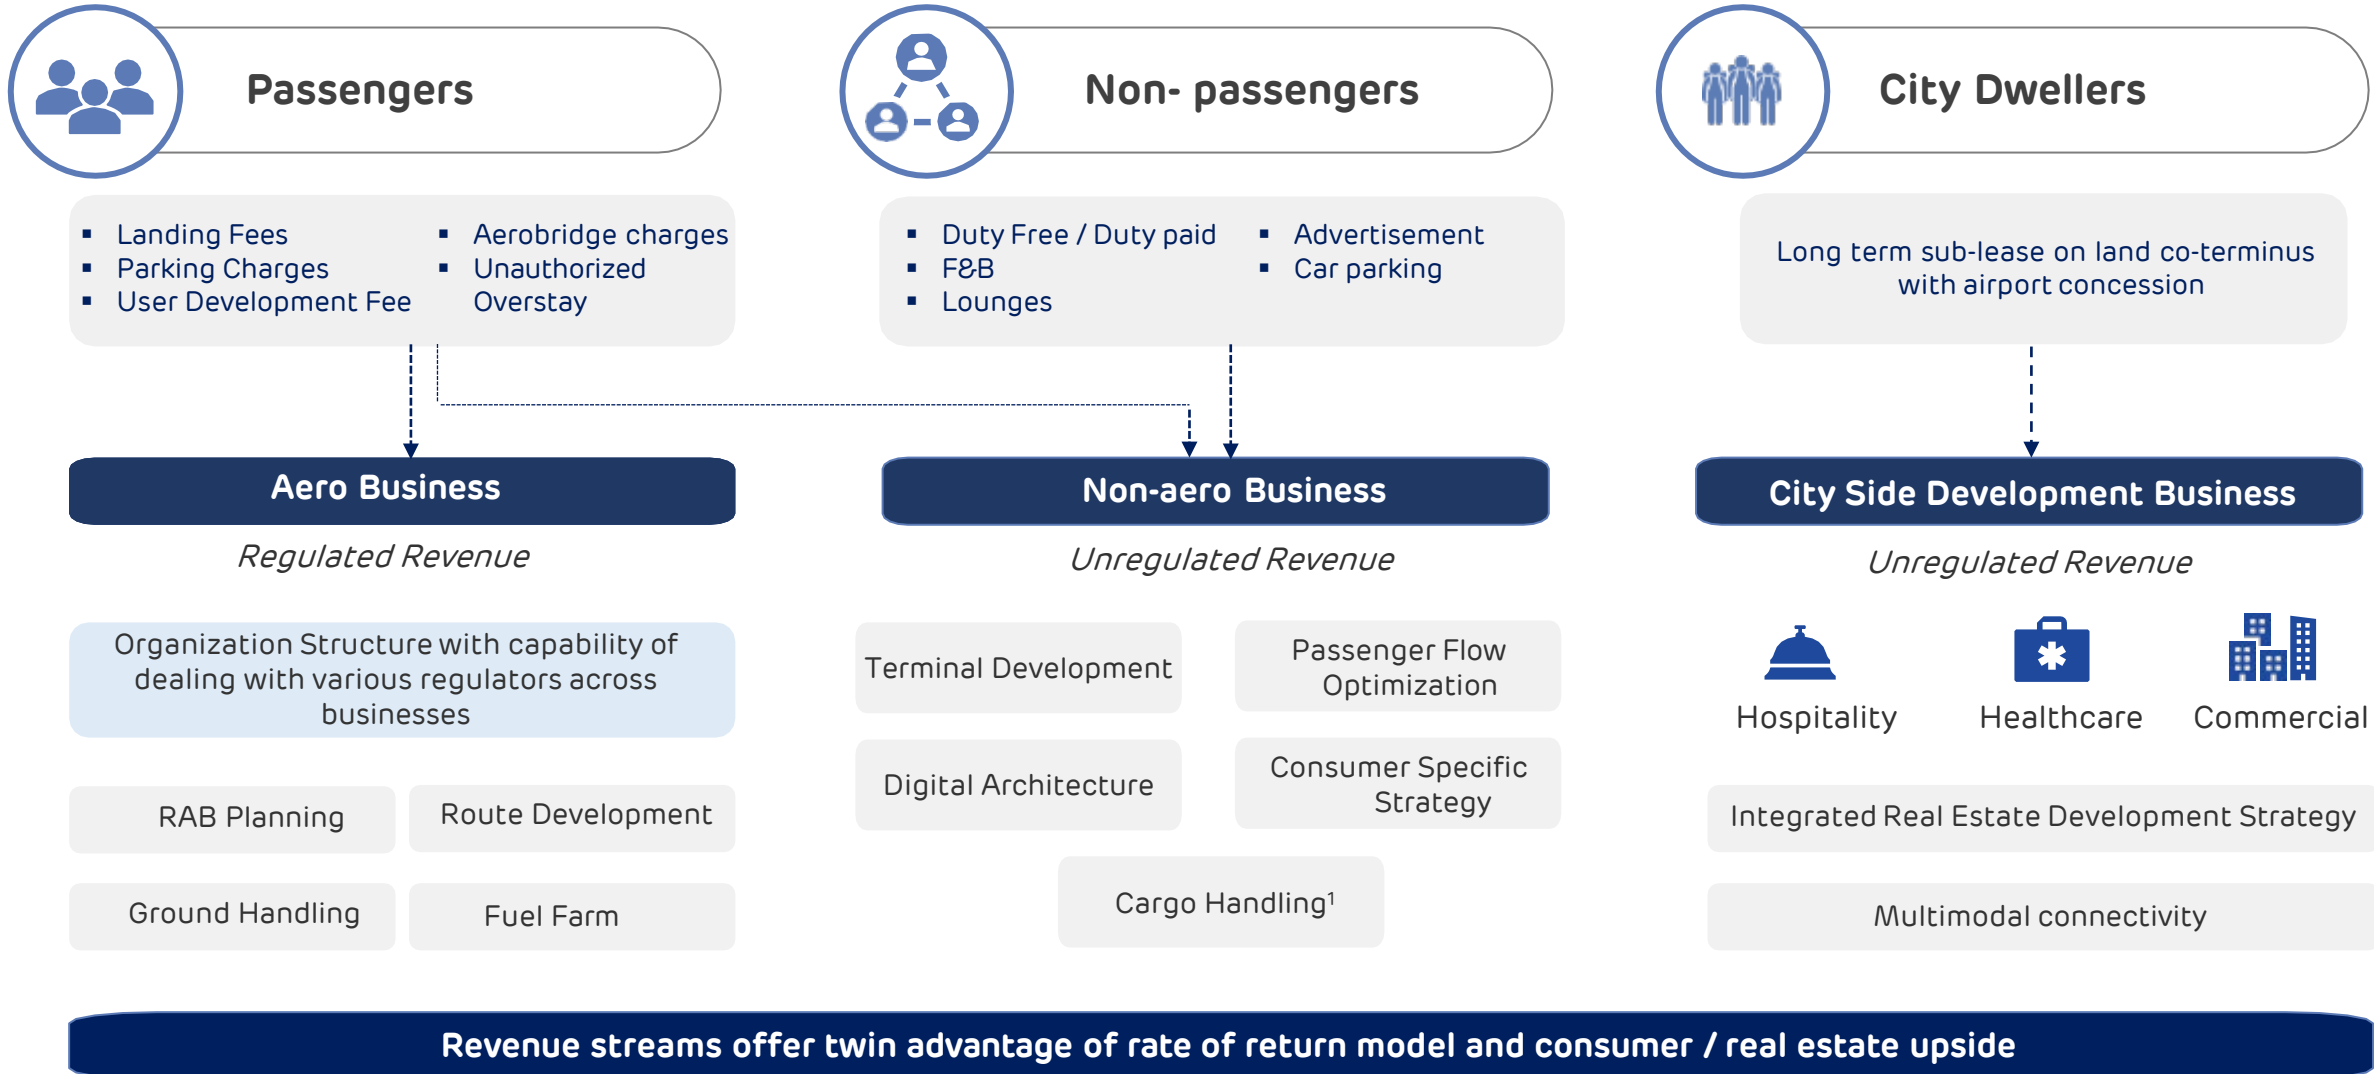 Passengers
Non- passengers
City Dwellers
▪ Landing Fees
▪ Parking Charges
▪ User Development Fee
▪ Aerobridge charges
▪ Unauthorized
Overstay
▪ Duty Free / Duty paid
▪ F&B
▪ Lounges
▪ Advertisement
▪ Car parking
Long term sub-lease on land co-terminus
with airport concession
Aero Business
Non-aero Business
City Side Development Business
Regulated Revenue
Unregulated Revenue
Unregulated Revenue
Organization Structure with capability of
dealing with various regulators across
businesses
RAB Planning
Route Development
Ground Handling
Fuel Farm
Terminal Development
Passenger Flow
Optimization
Digital Architecture
Consumer Specific
Strategy
Cargo Handling¹
Hospitality
Healthcare
Commercial
Integrated Real Estate Development Strategy
Multimodal connectivity
Revenue streams offer twin advantage of rate of return model and consumer / real estate upside